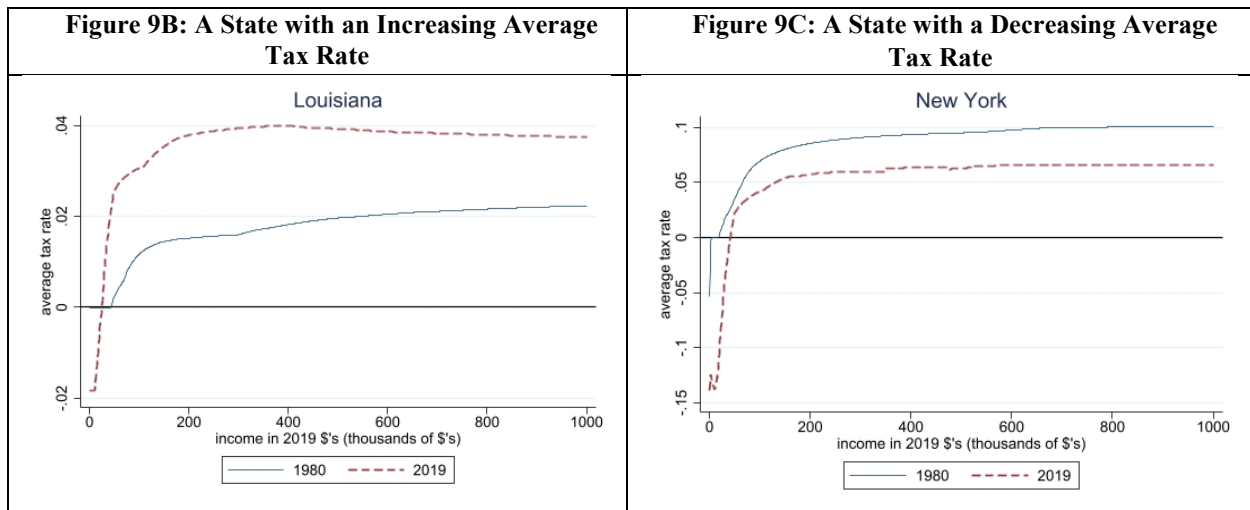 Figure 9B: A State with an Increasing Average
Tax Rate
Louisiana
average tax rate
.04
.02
0
-.02
0 200 400 600 800 1000
income in 2019 $'s (thousands of $'s)
1980 2019
Figure 9C: A State with a Decreasing Average
Tax Rate
New York
average tax rate
.1
.05
0
-.05
-.1
-.15
0 200 400 600 800 1000
income in 2019 $'s (thousands of $'s)
1980 2019